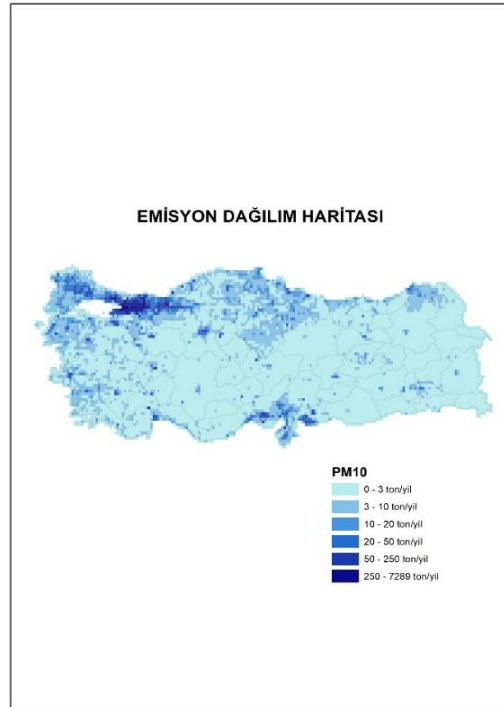 EMİSYON DAĞILIM HARİTASI
PM10
0 - 3 ton/yil
3 - 10 ton/yil
10 - 20 ton/yil
20 - 50 ton/yil
50 - 250 ton/yil
250 - 7289 ton/yil